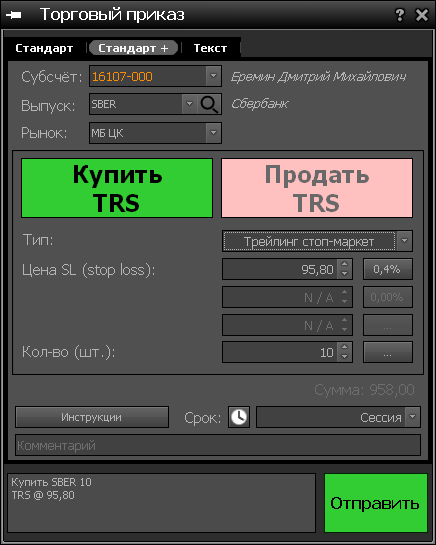 Торговый приказ ? ×
Стандарт Стандарт + Текст
Субсчёт: 16107-000 Еремин Дмитрий Михайлович
Выпуск: SBER Сбербанк
Рынок: МБ ЦК
Купить
TRS
Продать
TRS
Тип: Трейлинг стоп-маркет
Цена SL (stop loss): 95,80 0,4%
N / A 0,00%
N / A ...
Кол-во (шт.): 10 ...
Сумма: 958,00
Инструкции Срок: Сессия
Комментарий
Купить SBER 10
TRS @ 95,80
Отправить